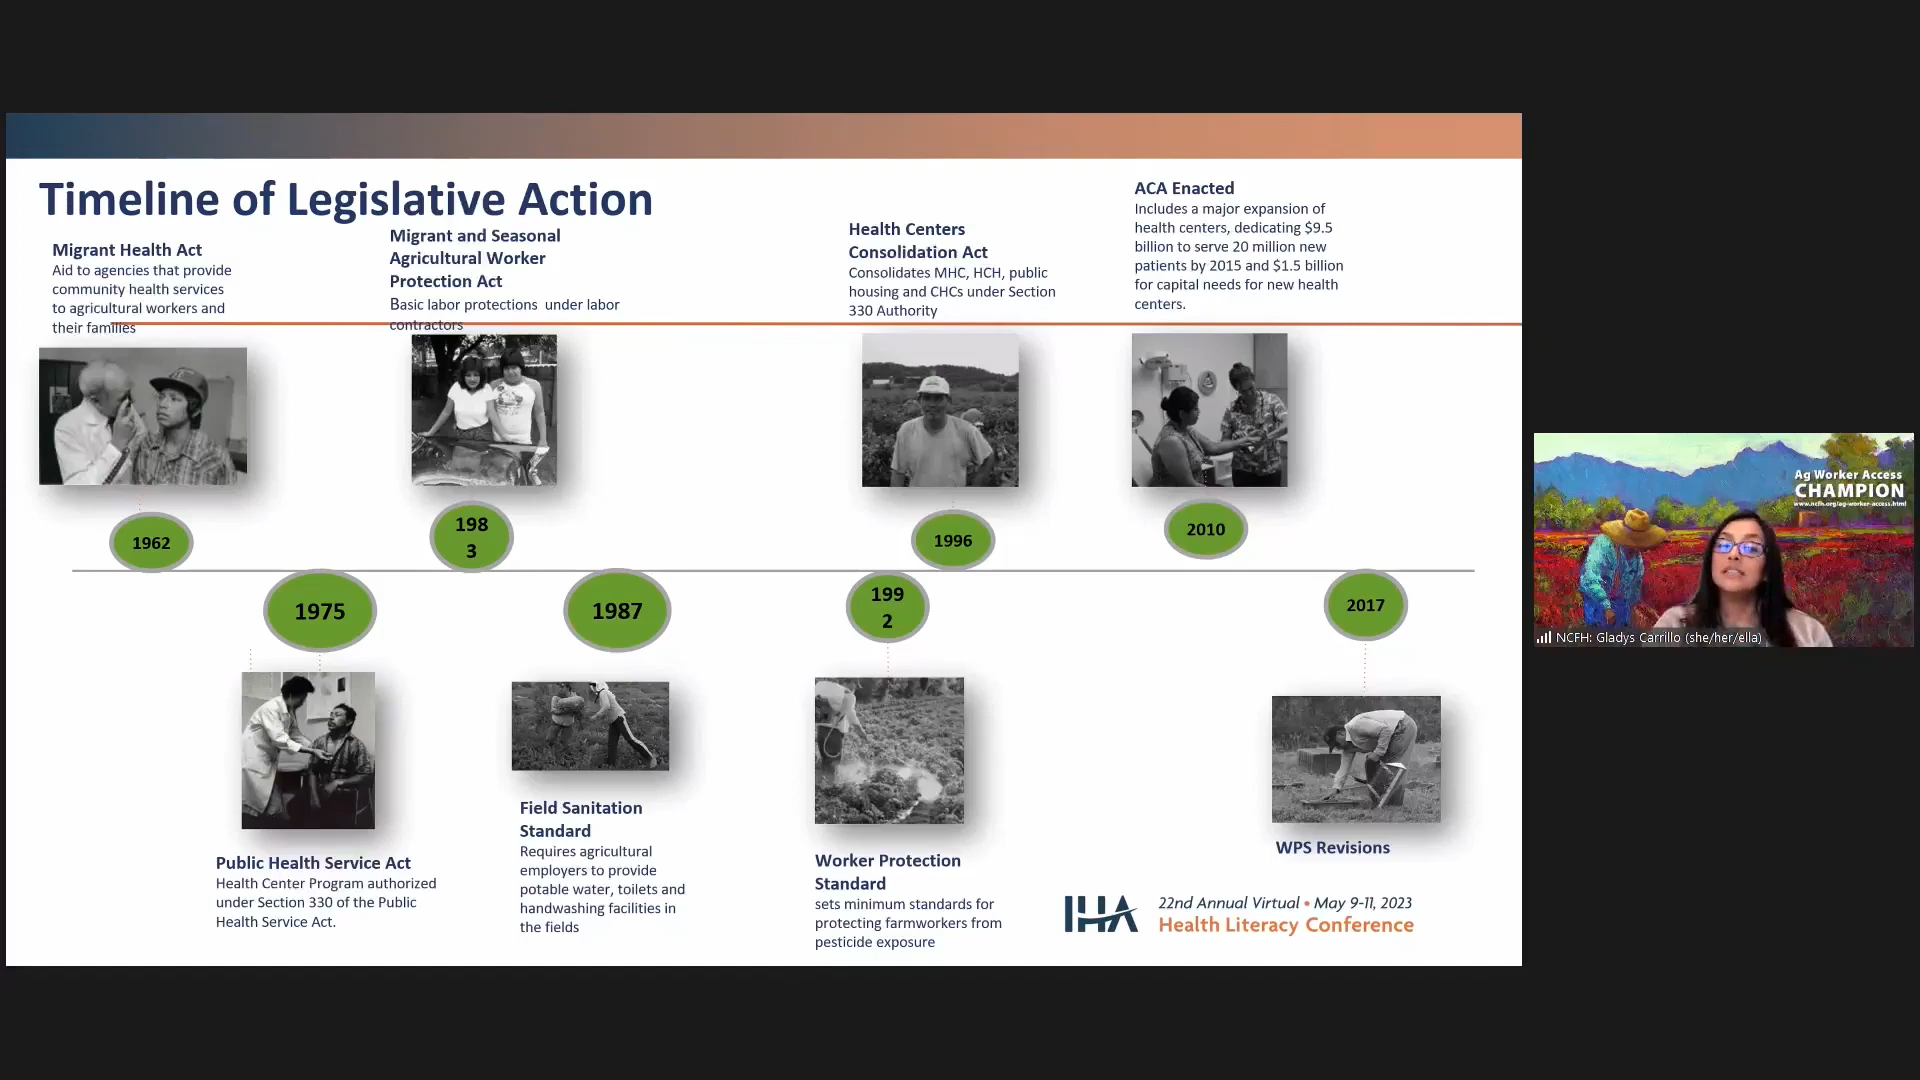 Timeline of Legislative Action
Migrant Health Act
Aid to agencies that provide
community health services
to agricultural workers and
their families
Migrant and Seasonal
Agricultural Worker
Protection Act
Basic labor protections  under labor
contractors
Health Centers
Consolidation Act
Consolidates MHC, HCH, public
housing and CHCs under Section
330 Authority
ACA Enacted
Includes a major expansion of
health centers, dedicating $9.5
billion to serve 20 million new
patients by 2015 and $1.5 billion
for capital needs for new health
centers.
1962
198
3
1996
2010
1975
1987
199
2
2017
Public Health Service Act
Health Center Program authorized
under Section 330 of the Public
Health Service Act.
Field Sanitation
Standard
Requires agricultural
employers to provide
potable water, toilets and
handwashing facilities in
the fields
Worker Protection
Standard
sets minimum standards for
protecting farmworkers from
pesticide exposure
WPS Revisions
IHA
22nd Annual Virtual • May 9-11, 2023
Health Literacy Conference
Ag Worker Access
CHAMPION
www.ncfh.org/ag-worker-access.html
NCFH: Gladys Carrillo (she/her/ella)